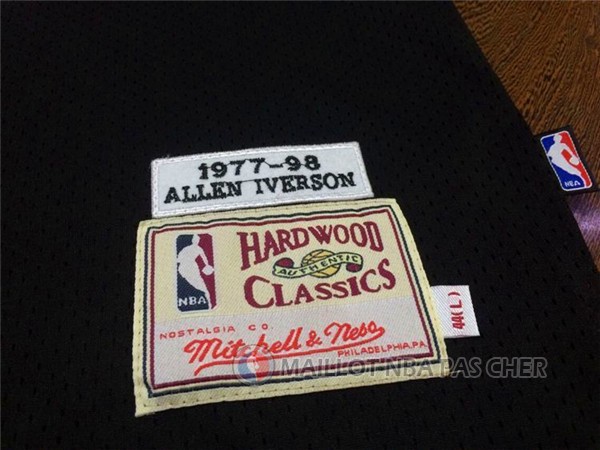 1977-98
ALLEN IVERSON
NBA
HARDWOOD
AUTHENTIC
CLASSICS
44(L)
NOSTALGIA CO.
Mitchell & Ness
PHILADELPHIA,PA.
NBA
MAILLOT NBA PAS CHER